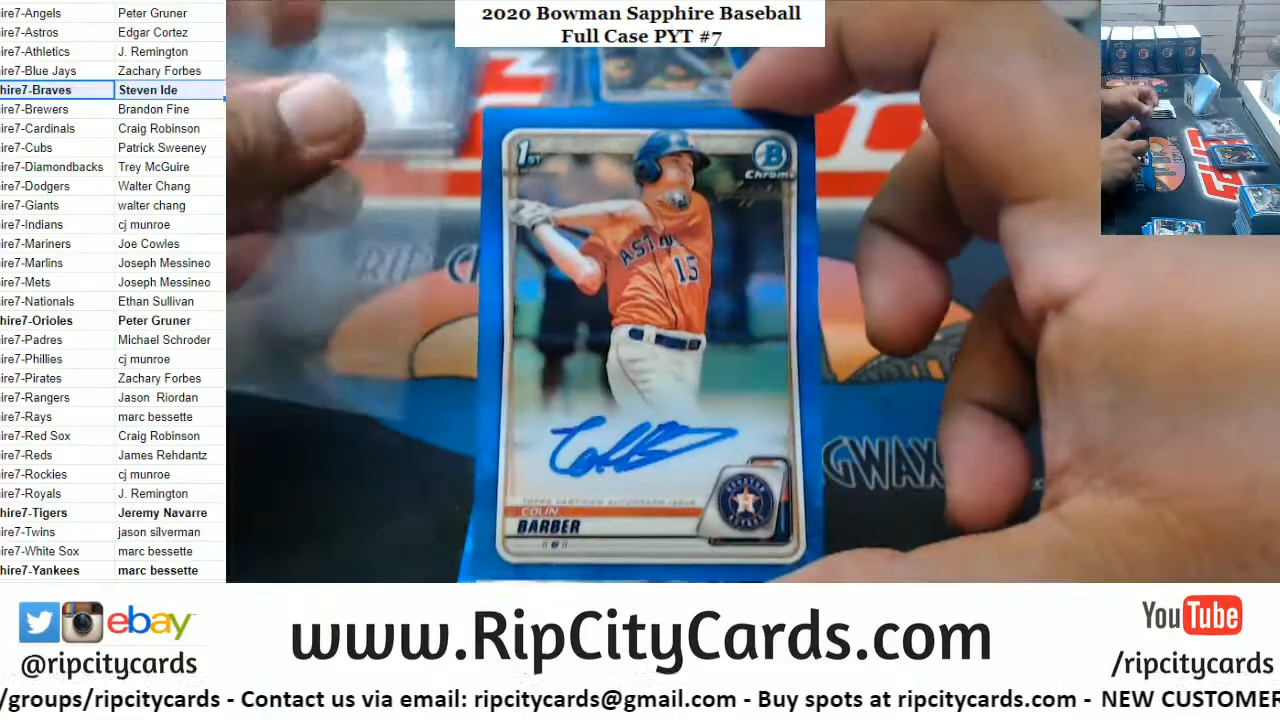 2020 Bowman Sapphire Baseball
Full Case PYT #7
ire7-Angels Peter Gruner
ire7-Astros Edgar Cortez
ire7-Athletics J. Remington
ire7-Blue Jays Zachary Forbes
hire7-Braves Steven Ide
ire7-Brewers Brandon Fine
ire7-Cardinals Craig Robinson
ire7-Cubs Patrick Sweeney
ire7-Diamondbacks Trey McGuire
ire7-Dodgers Walter Chang
ire7-Giants walter chang
ire7-Indians cj munroe
ire7-Mariners Joe Cowles
ire7-Marlins Joseph Messineo
ire7-Mets Joseph Messineo
ire7-Nationals Ethan Sullivan
hire7-Orioles Peter Gruner
ire7-Padres Michael Schroder
ire7-Phillies cj munroe
ire7-Pirates Zachary Forbes
ire7-Rangers Jason Riordan
ire7-Rays marc bessette
ire7-Red Sox Craig Robinson
ire7-Reds James Rehdantz
ire7-Rockies cj munroe
ire7-Royals J. Remington
hire7-Tigers Jeremy Navarre
ire7-Twins jason silverman
ire7-White Sox marc bessette
hire7-Yankees marc bessette
1ST
B
Chrome
ASTR
15
TOPPS CERTIFIED AUTOGRAPH ISSUE
COLIN
BARBER
RIP C
GWAX
ebay
@ripcitycards
www.RipCityCards.com
YouTube
/ripcitycards
/groups/ripcitycards - Contact us via email: ripcitycards@gmail.com - Buy spots at ripcitycards.com - NEW CUSTOMER